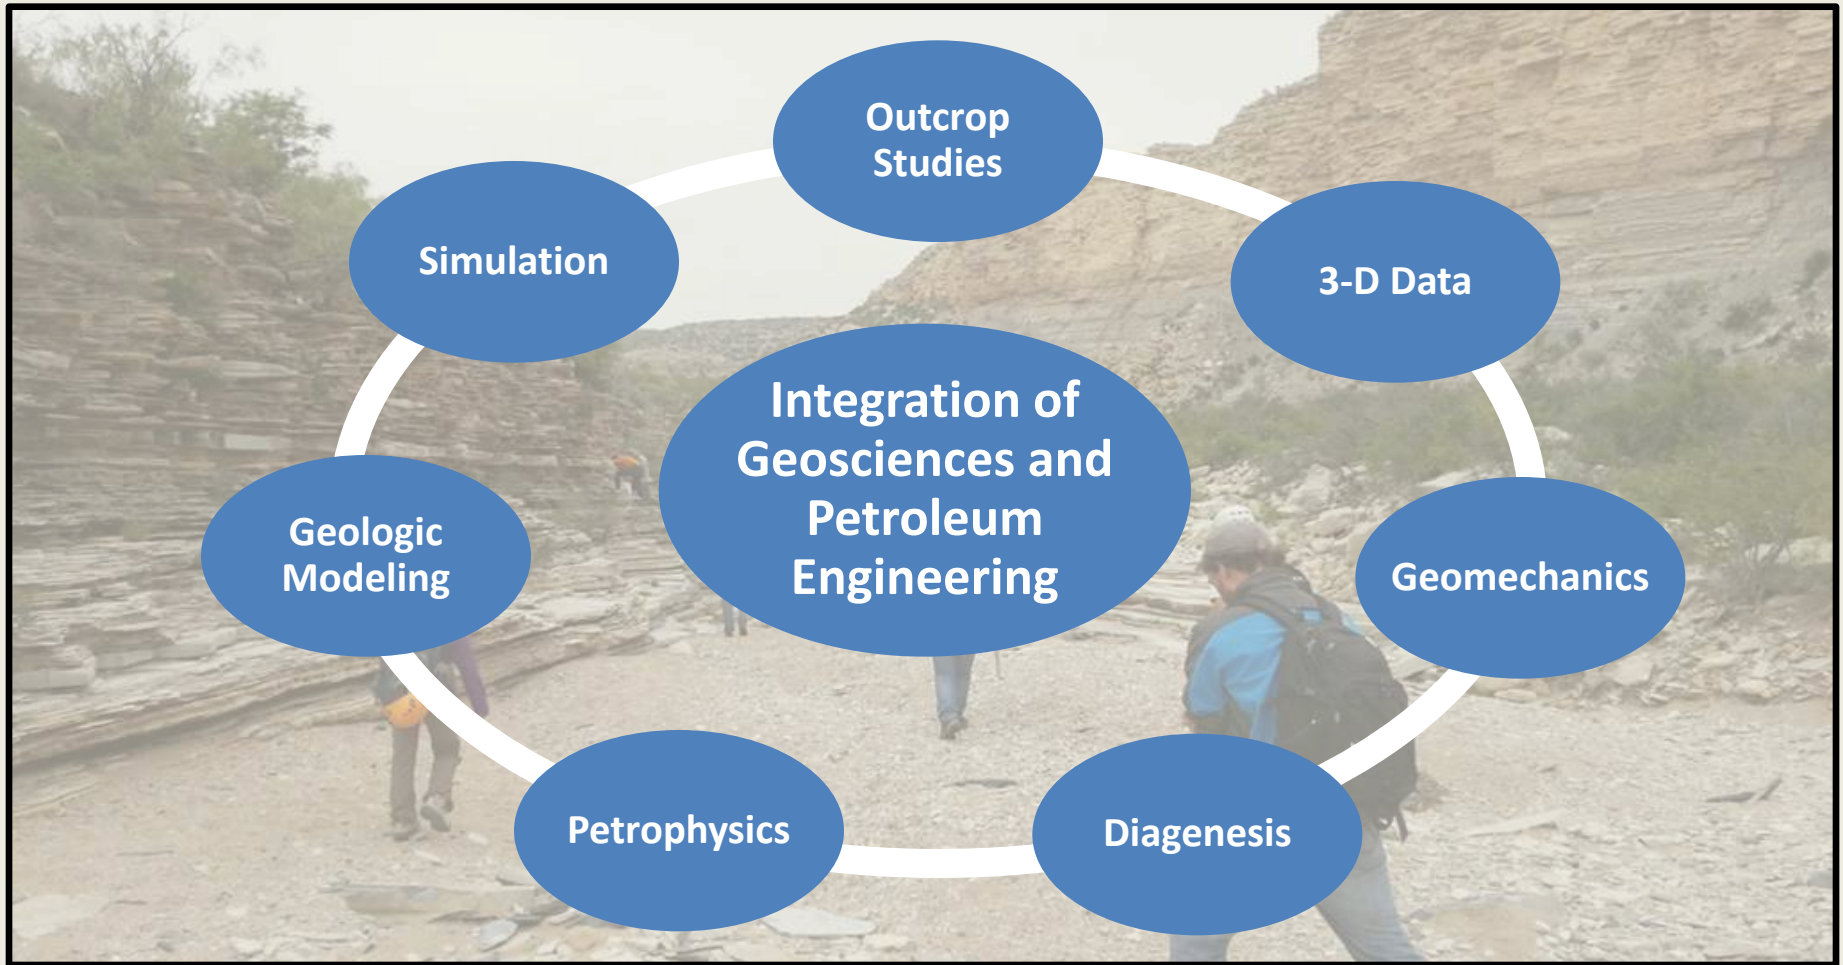 Outcrop
Studies
Simulation
3-D Data
Integration of
Geosciences and
Petroleum
Engineering
Geologic
Modeling
Geomechanics
Petrophysics
Diagenesis